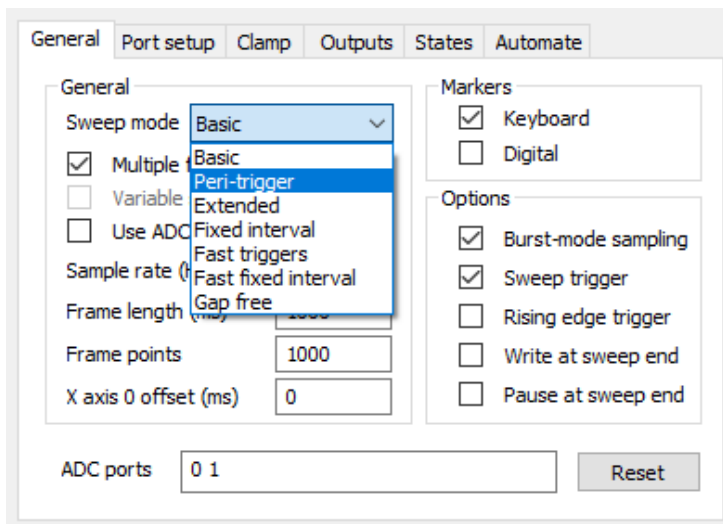 General Port setup Clamp Outputs States Automate
General
Sweep mode Basic
Basic
Peri-trigger
Extended
Fixed interval
Fast triggers
Fast fixed interval
Gap free
Multiple
Variable
Use ADC
Sample rate
Frame length
Frame points 1000
X axis 0 offset (ms) 0
Markers
Keyboard
Digital
Options
Burst-mode sampling
Sweep trigger
Rising edge trigger
Write at sweep end
Pause at sweep end
ADC ports 0 1
Reset